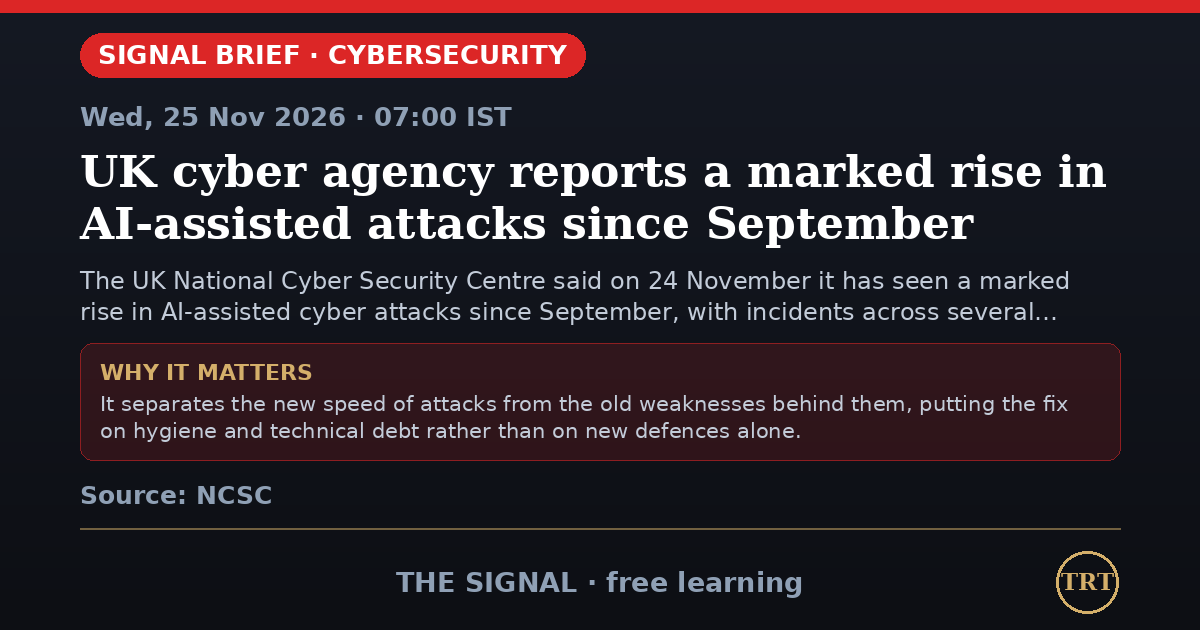 SIGNAL BRIEF · CYBERSECURITY
Wed, 25 Nov 2026 · 07:00 IST
UK cyber agency reports a marked rise in
AI-assisted attacks since September
The UK National Cyber Security Centre said on 24 November it has seen a marked
rise in AI-assisted cyber attacks since September, with incidents across several…
WHY IT MATTERS
It separates the new speed of attacks from the old weaknesses behind them, putting the fix
on hygiene and technical debt rather than on new defences alone.
Source: NCSC
THE SIGNAL · free learning
TRT